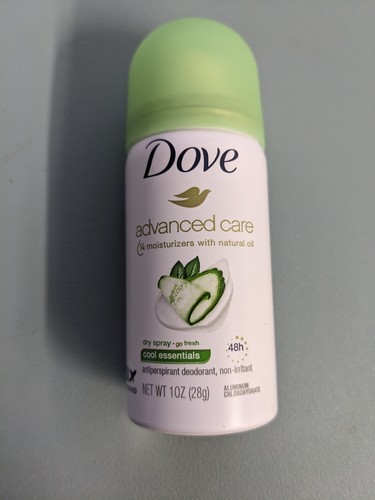 Dove
advanced care
¼ moisturizers with natural oil
dry spray • go fresh
cool essentials
48h
antiperspirant deodorant, non-irritant
NET WT 1OZ (28g)
ALUMINUM
CHLOROHYDRATE